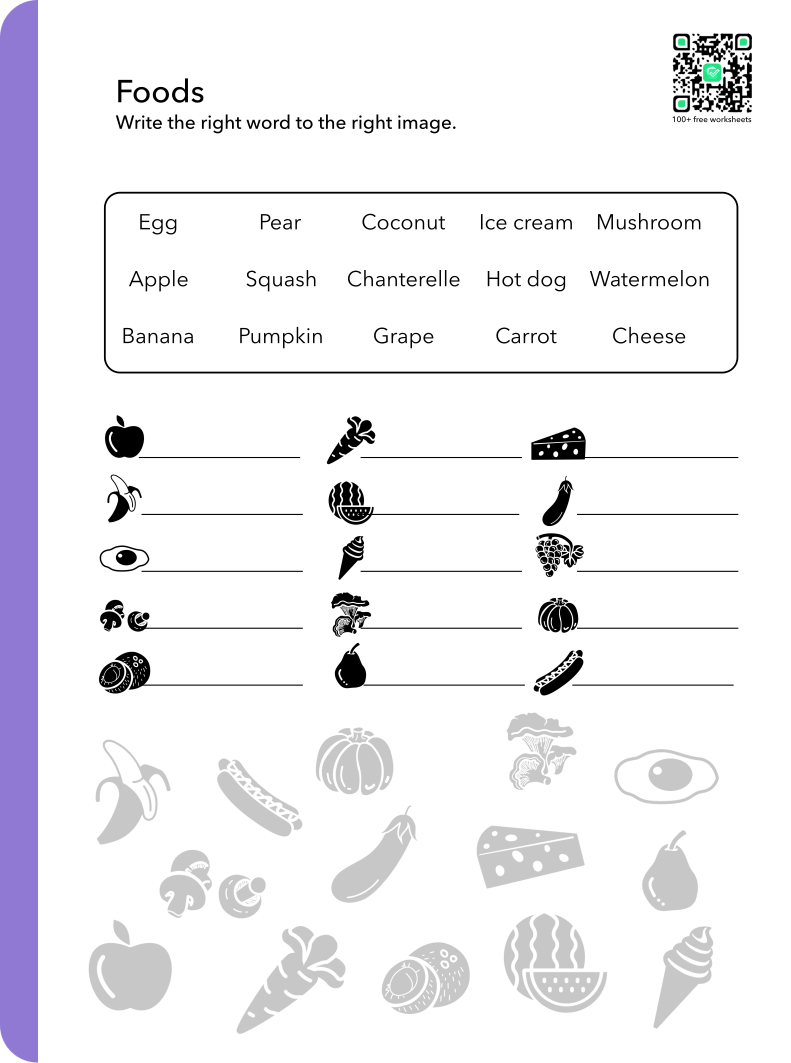 100+ free worksheets
Foods
Write the right word to the right image.
Egg Pear Coconut Ice cream Mushroom
Apple Squash Chanterelle Hot dog Watermelon
Banana Pumpkin Grape Carrot Cheese